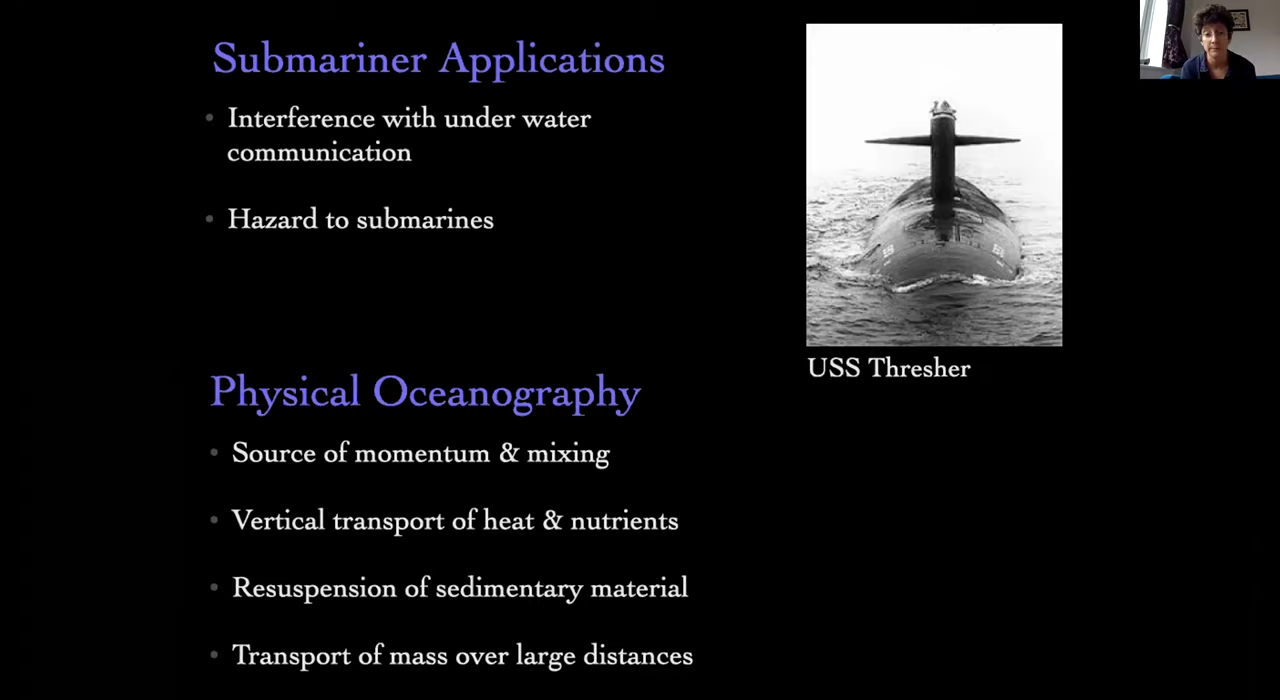 Submariner Applications
• Interference with under water
communication
• Hazard to submarines
USS Thresher
Physical Oceanography
• Source of momentum & mixing
• Vertical transport of heat & nutrients
• Resuspension of sedimentary material
• Transport of mass over large distances